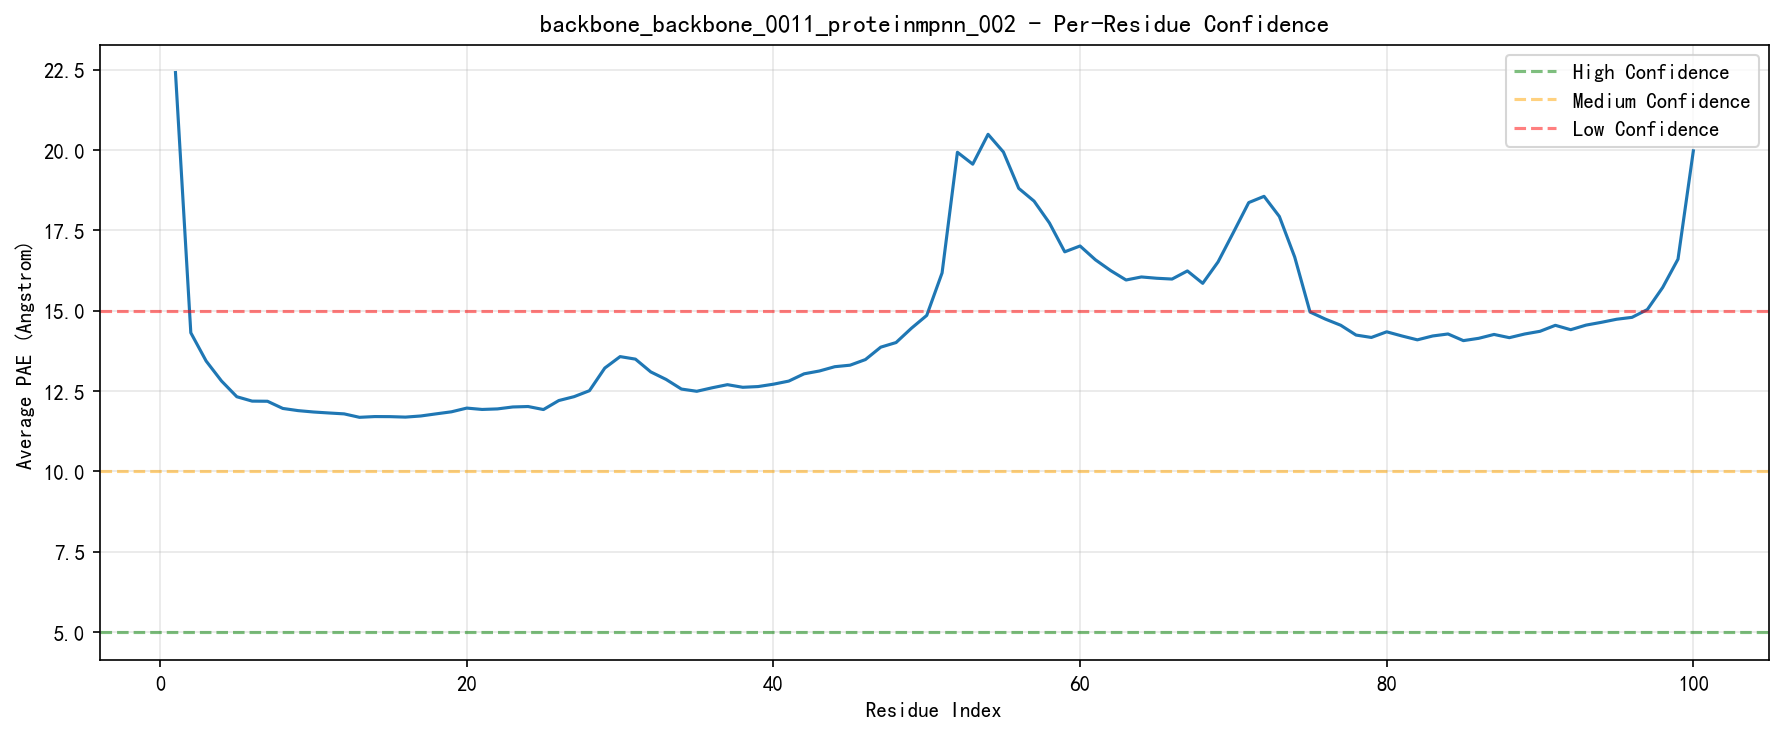 backbone_backbone_0011_proteinmpnn_002 - Per-Residue Confidence
High Confidence
Medium Confidence
Low Confidence
Average PAE (Angstrom)
22.5
20.0
17.5
15.0
12.5
10.0
7.5
5.0
0 20 40 60 80 100
Residue Index